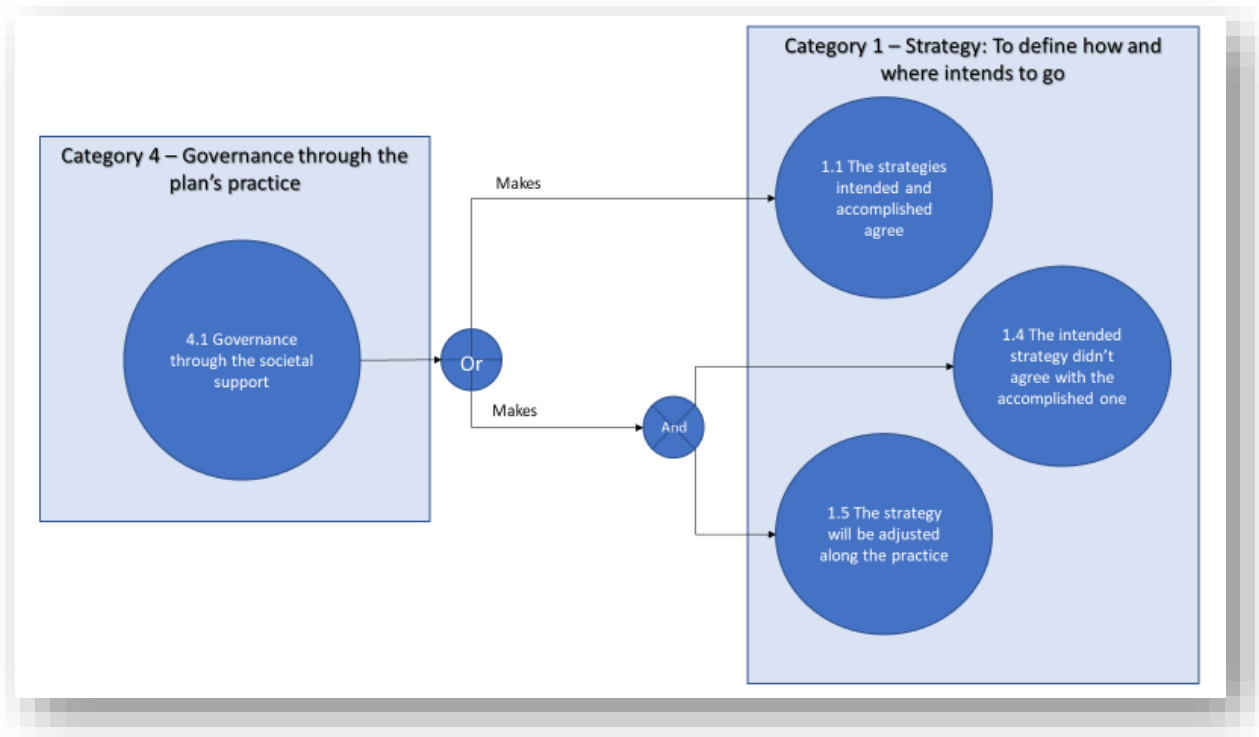 Category 4 – Governance through the
plan's practice
4.1 Governance
through the societal
support
Or
Makes
Makes
And
Category 1 – Strategy: To define how and
where intends to go
1.1 The strategies
intended and
accomplished
agree
1.4 The intended
strategy didn't
agree with the
accomplished one
1.5 The strategy
will be adjusted
along the practice